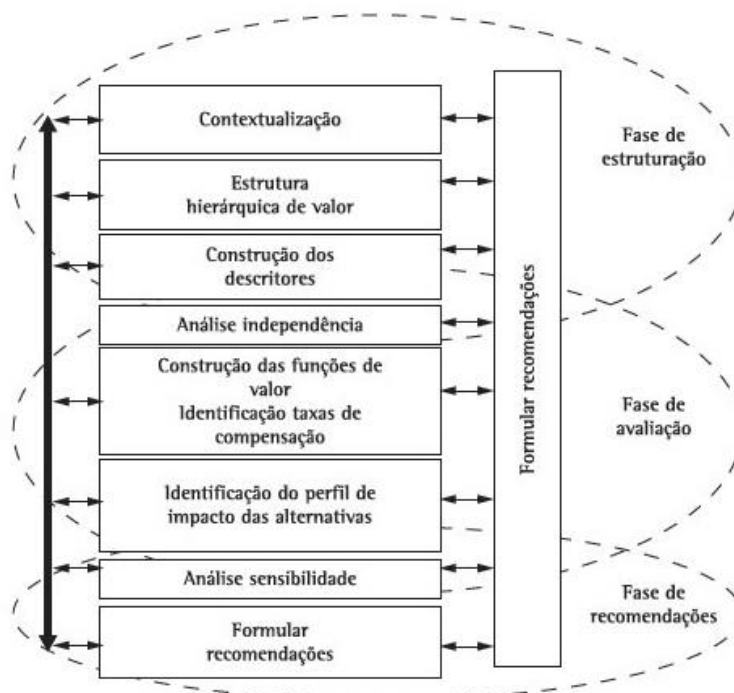 Contextualização
Fase de
estruturação
Estrutura
hierárquica de valor
Construção dos
descritores
Análise independência
Construção das funções de
valor
Identificação taxas de
compensação
Fase de
avaliação
Identificação do perfil de
impacto das alternativas
Análise sensibilidade
Formular
recomendações
Fase de
recomendações
Formular recomendações